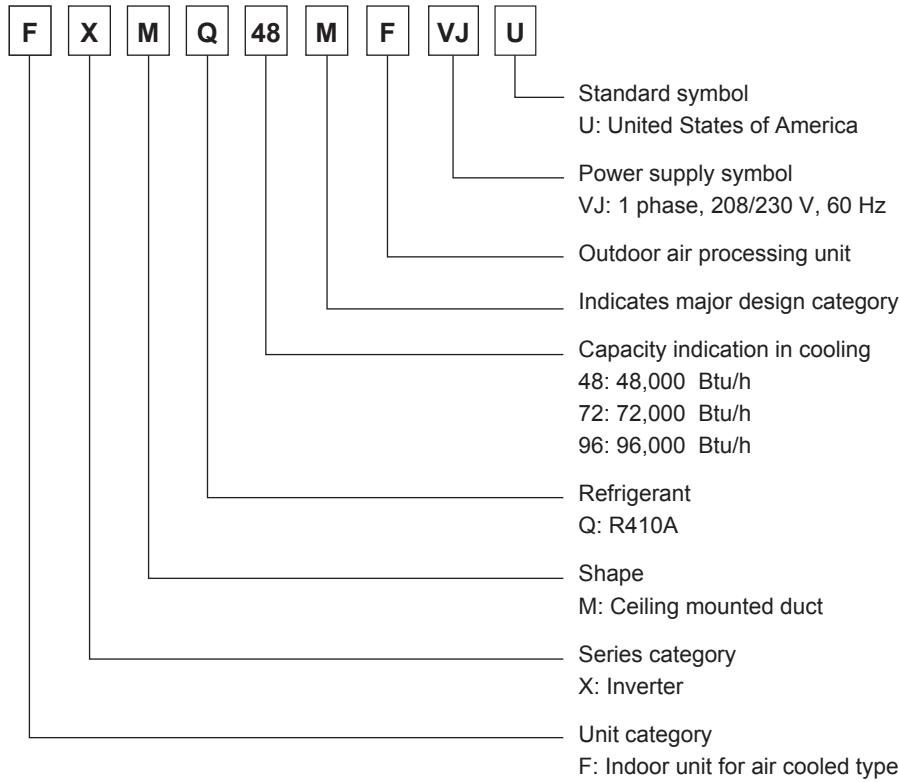 F X M Q 48 M F VJ U
Standard symbol
U: United States of America
Power supply symbol
VJ: 1 phase, 208/230 V, 60 Hz
Outdoor air processing unit
Indicates major design category
Capacity indication in cooling
48: 48,000 Btu/h
72: 72,000 Btu/h
96: 96,000 Btu/h
Refrigerant
Q: R410A
Shape
M: Ceiling mounted duct
Series category
X: Inverter
Unit category
F: Indoor unit for air cooled type